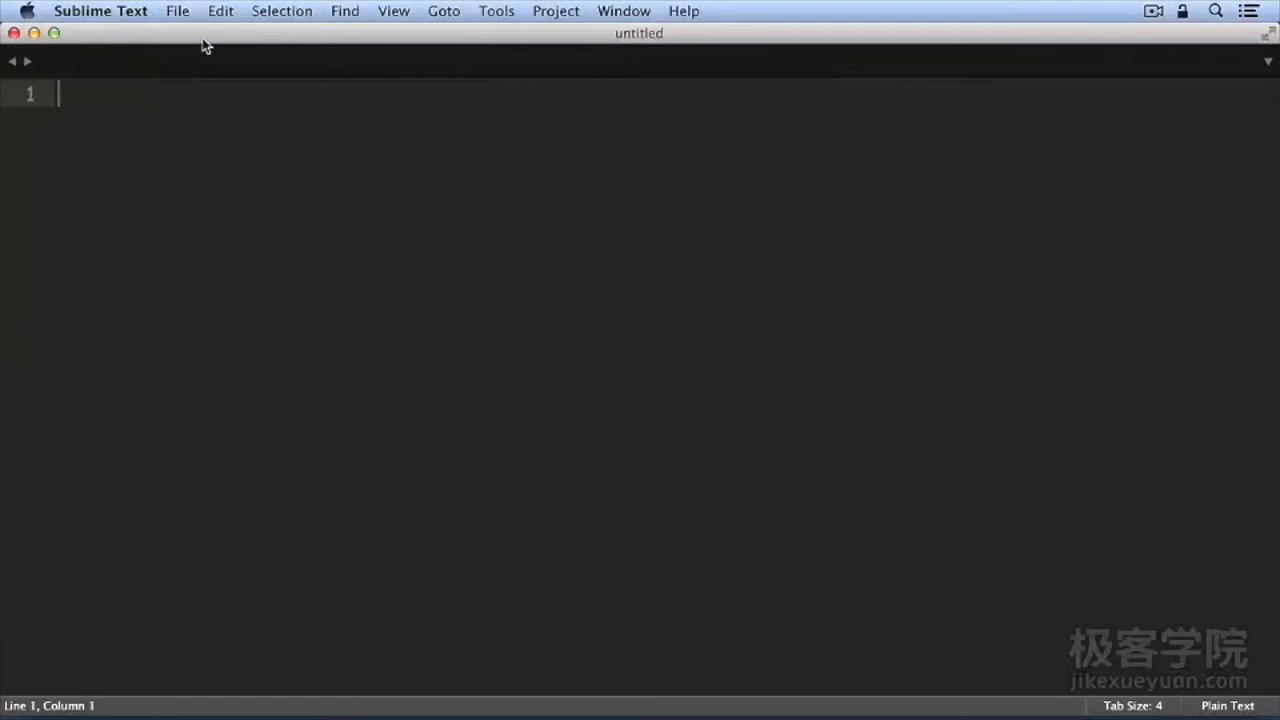 Sublime Text File Edit Selection Find View Goto Tools Project Window Help
untitled
1
极客学院
jikexueyuan.com
Line 1, Column 1 Tab Size: 4 Plain Text